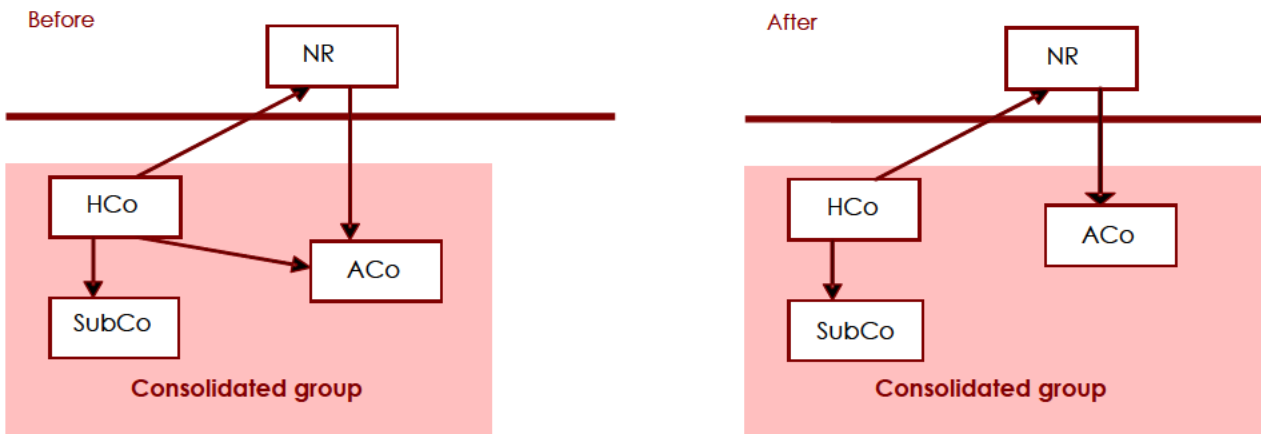 Before
NR
HCo
ACo
SubCo
Consolidated group
After
NR
HCo
ACo
SubCo
Consolidated group